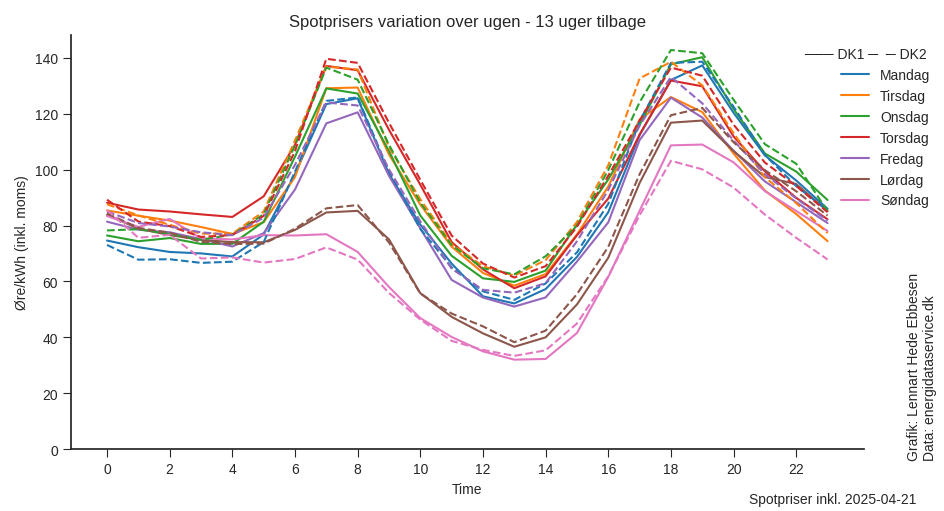 Spotprisers variation over ugen - 13 uger tilbage
DK1 DK2
Mandag
Tirsdag
Onsdag
Torsdag
Fredag
Lørdag
Søndag
Øre/kWh (inkl. moms)
140
120
100
80
60
40
20
0
0 2 4 6 8 10 12 14 16 18 20 22
Time
Grafik: Lennart Hede Ebbesen
Data: energidataservice.dk
Spotpriser inkl. 2025-04-21